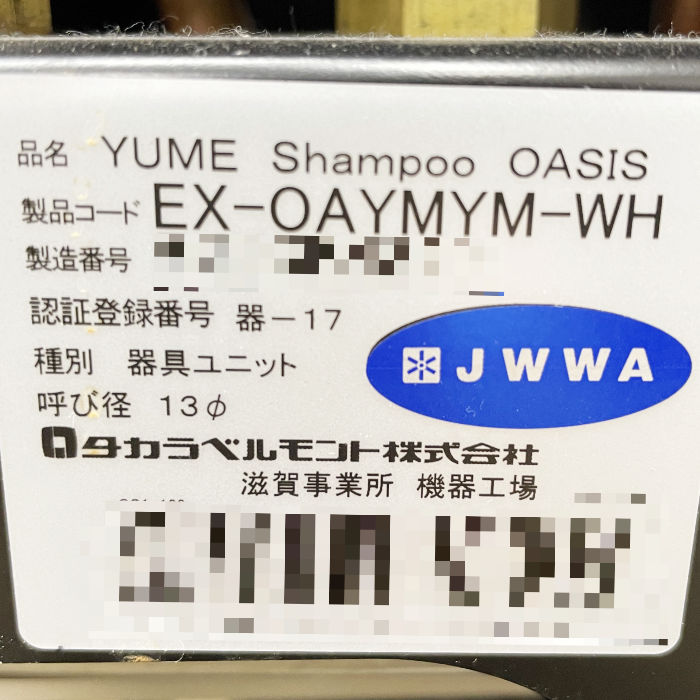 品名 YUME Shampoo OASIS
製品コード EX-OAYMYM-WH
製造番号
認証登録番号 器-17
種別 器具ユニット
JWWA
呼び径 13φ
タカラベルモント株式会社
滋賀事業所 機器工場